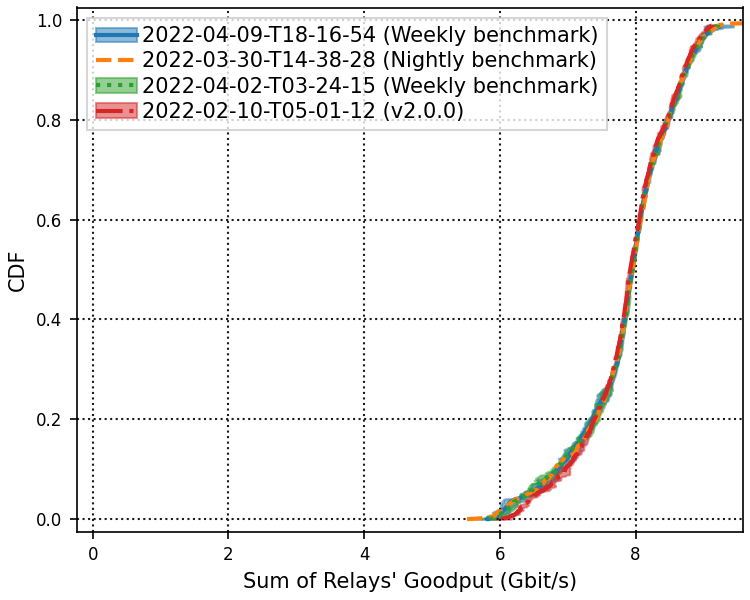 1.0
0.8
0.6
0.4
0.2
0.0
CDF
2022-04-09-T18-16-54 (Weekly benchmark)
2022-03-30-T14-38-28 (Nightly benchmark)
2022-04-02-T03-24-15 (Weekly benchmark)
2022-02-10-T05-01-12 (v2.0.0)
0 2 4 6 8
Sum of Relays' Goodput (Gbit/s)